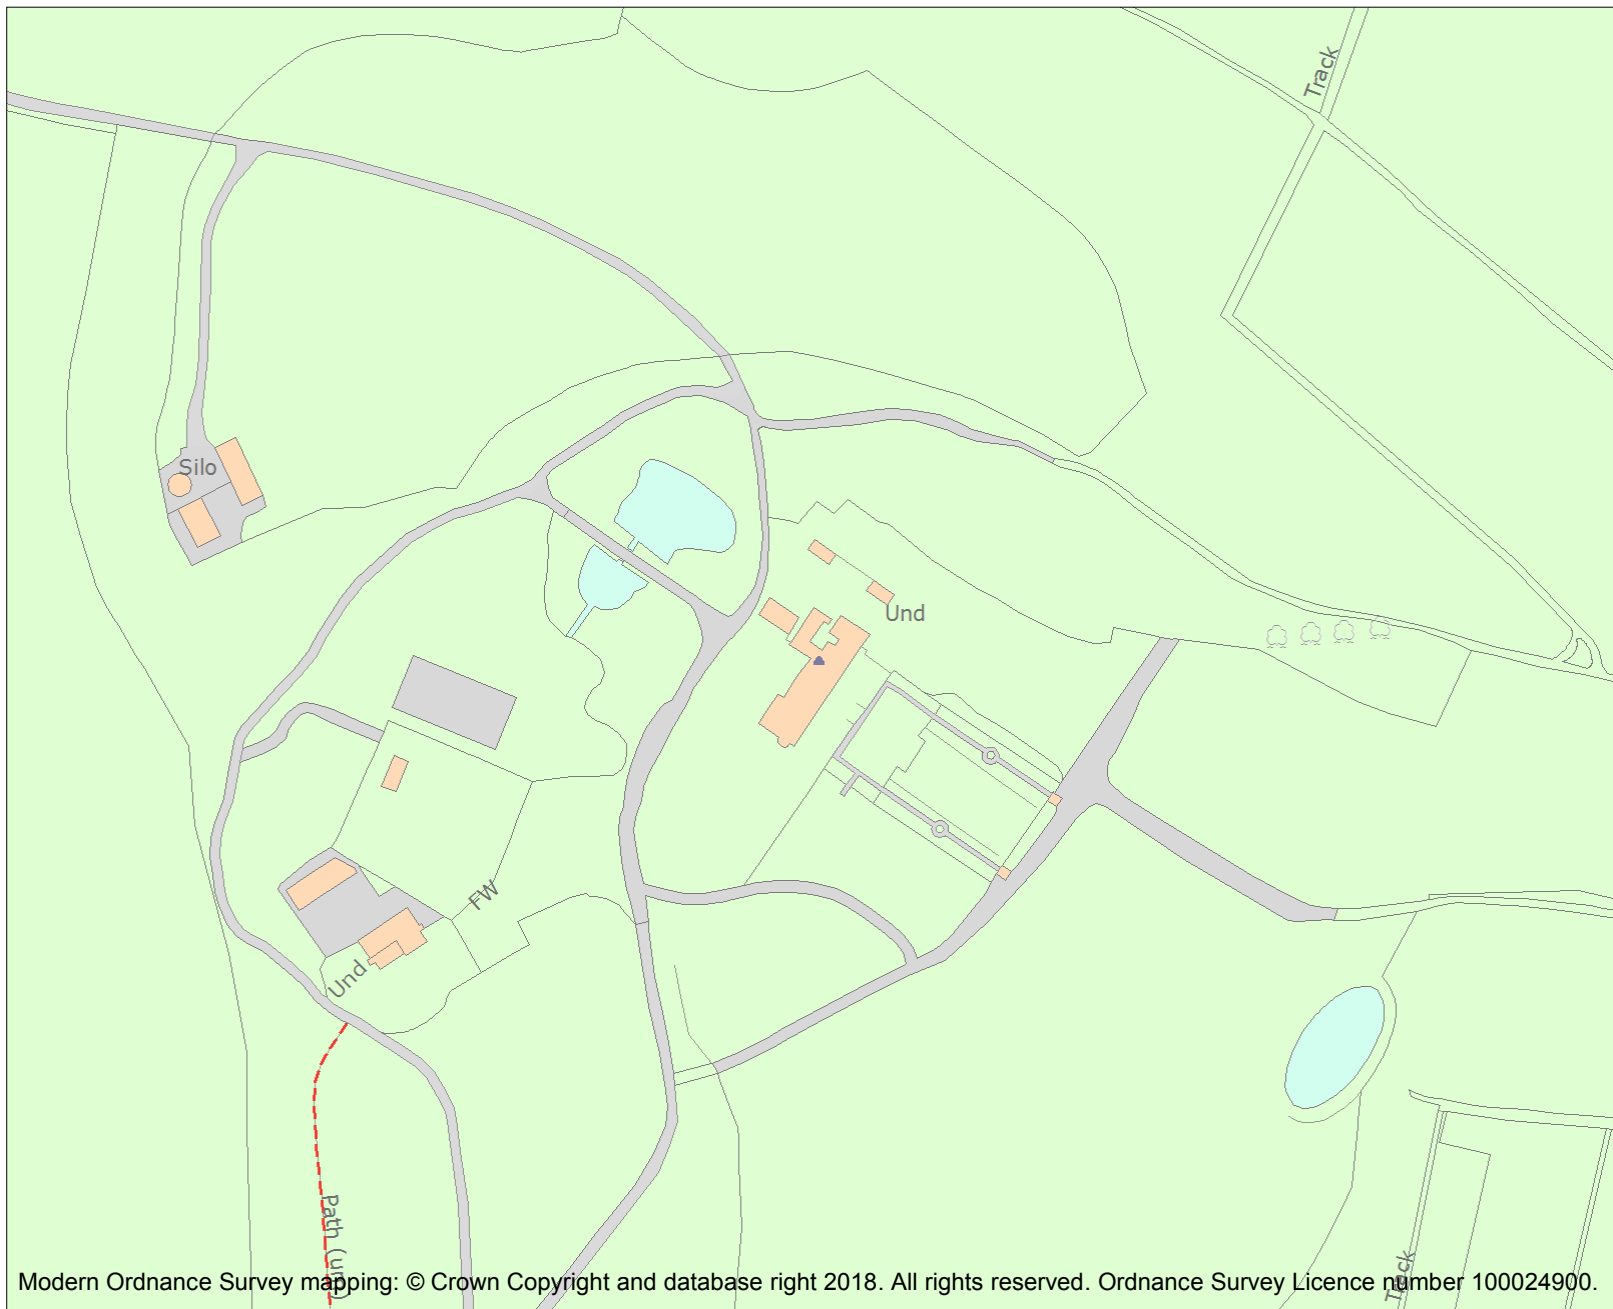 Track
Silo
Und
FW
Und
Path (um)
Track
Modern Ordnance Survey mapping: © Crown Copyright and database right 2018. All rights reserved. Ordnance Survey Licence number 100024900.